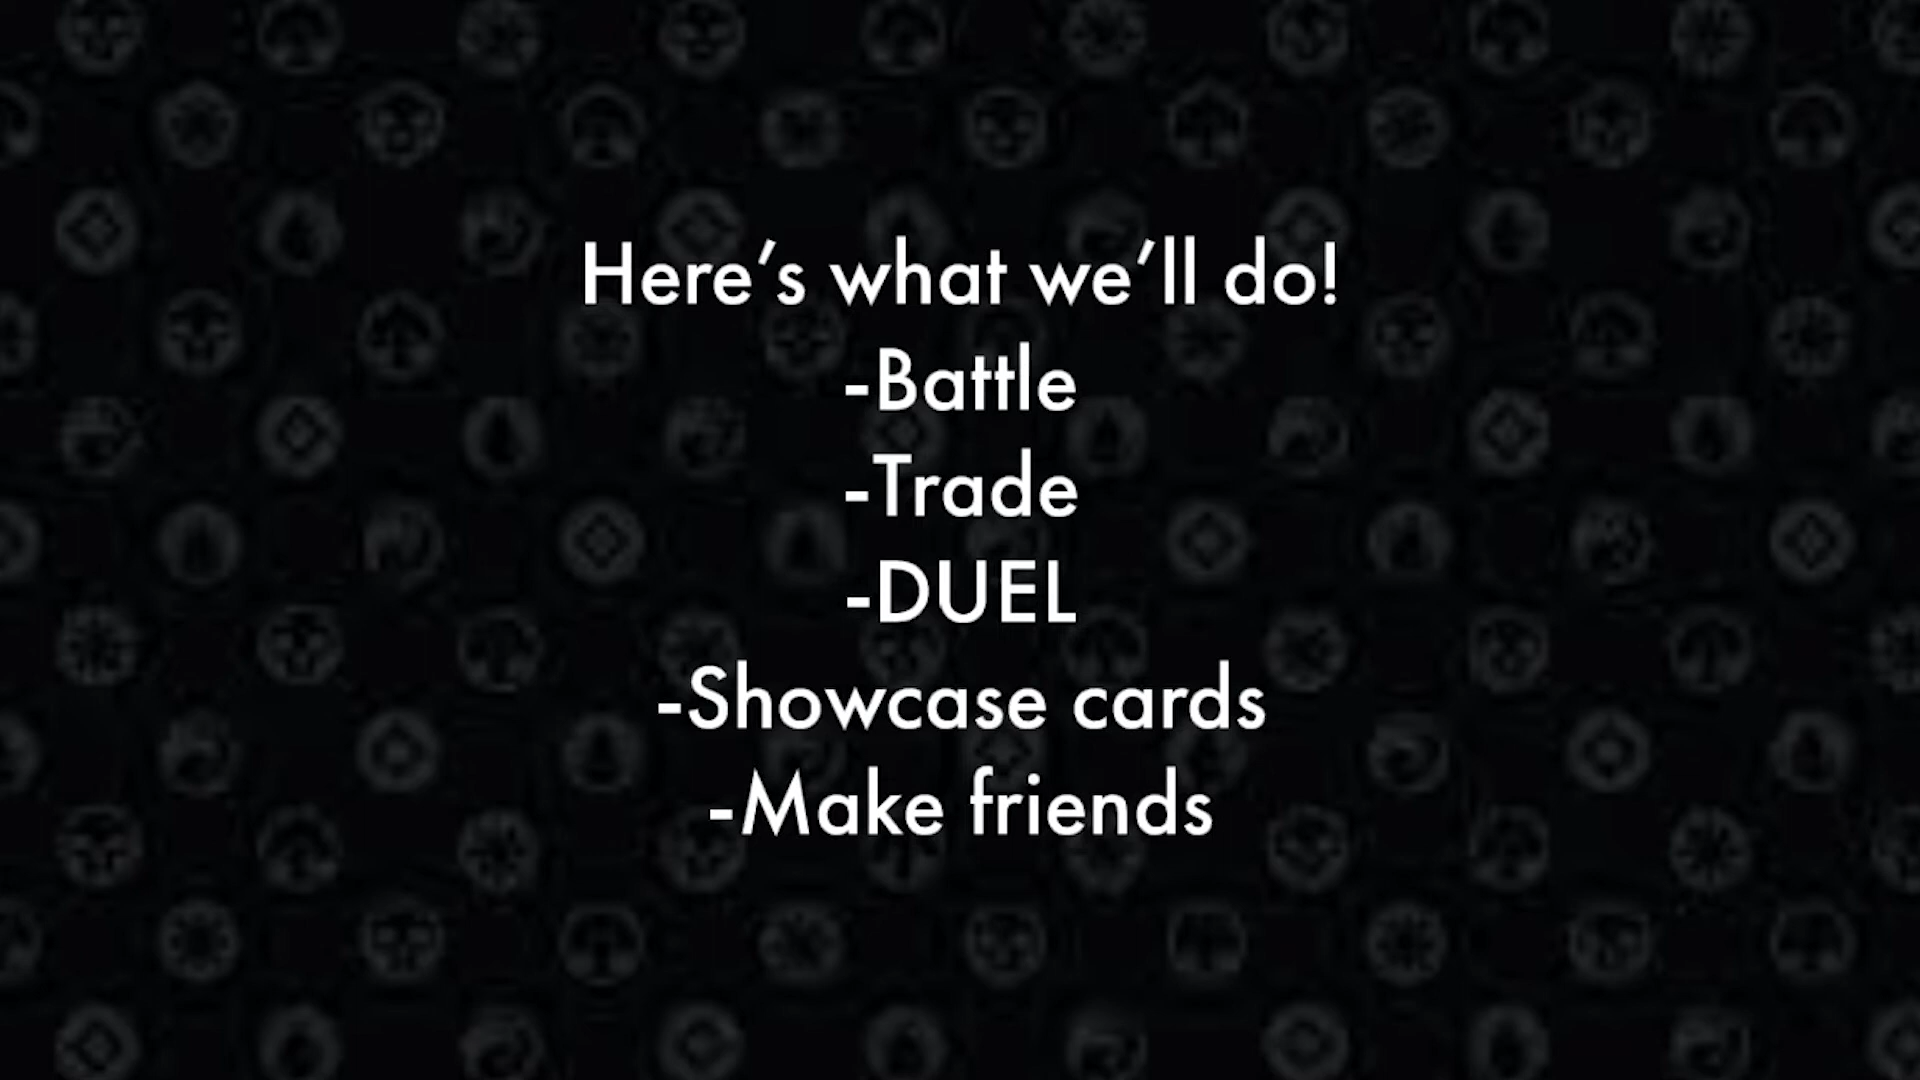 Here’s what we’ll do!
-Battle
-Trade
-DUEL
-Showcase cards
-Make friends